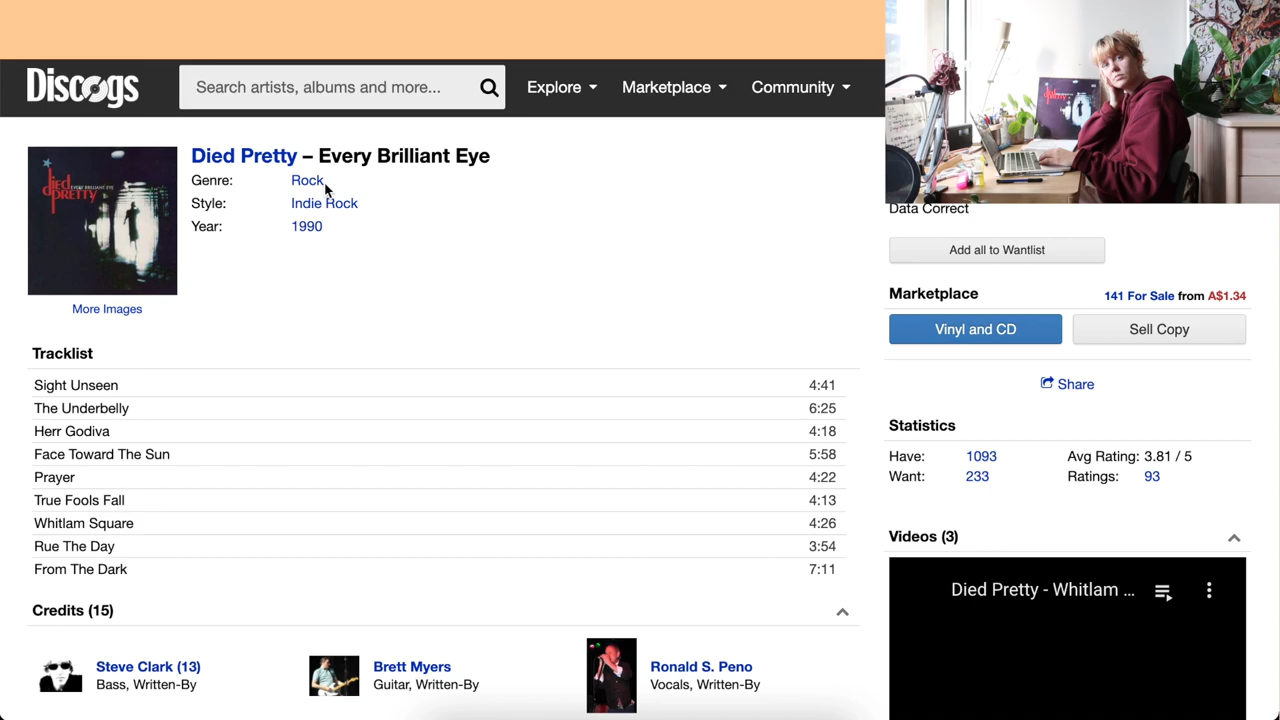 Discogs
Search artists, albums and more...
Explore
Marketplace
Community
Died Pretty – Every Brilliant Eye
Genre: Rock
Style: Indie Rock
Year: 1990
died PRETTY EVERY BRILLIANT EYE
More Images
Tracklist
Sight Unseen 4:41
The Underbelly 6:25
Herr Godiva 4:18
Face Toward The Sun 5:58
Prayer 4:22
True Fools Fall 4:13
Whitlam Square 4:26
Rue The Day 3:54
From The Dark 7:11
Credits (15)
Steve Clark (13)
Bass, Written-By
Brett Myers
Guitar, Written-By
Ronald S. Peno
Vocals, Written-By
Data Correct
Add all to Wantlist
Marketplace 141 For Sale from A$1.34
Vinyl and CD
Sell Copy
Share
Statistics
Have: 1093 Avg Rating: 3.81 / 5
Want: 233 Ratings: 93
Videos (3)
Died Pretty - Whitlam ...